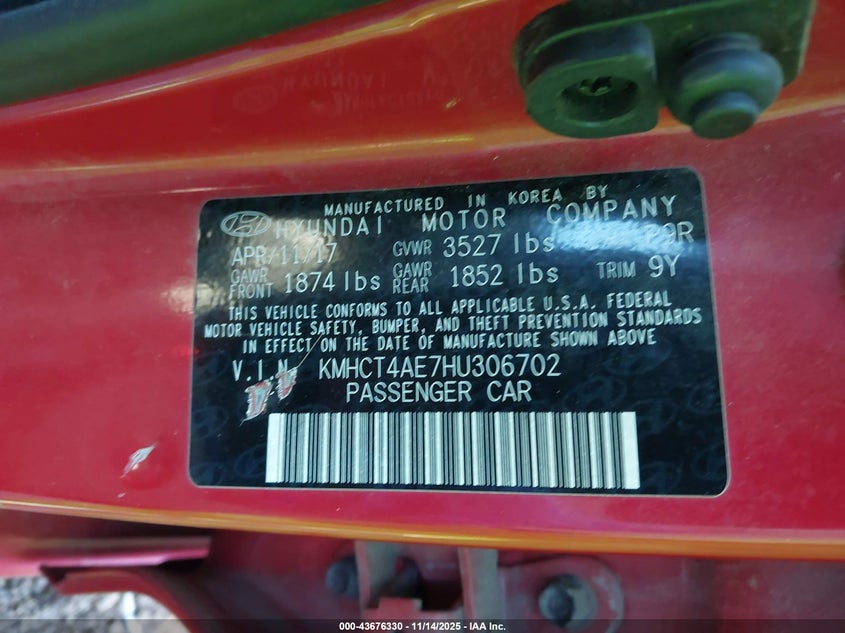 MANUFACTURED IN KOREA BY
HYUNDAI MOTOR COMPANY
APR/11/17 GVWR 3527 lbs
GAWR FRONT 1874 lbs GAWR REAR 1852 lbs TRIM 9Y
THIS VEHICLE CONFORMS TO ALL APPLICABLE U.S.A. FEDERAL
MOTOR VEHICLE SAFETY, BUMPER, AND THEFT PREVENTION STANDARDS
IN EFFECT ON THE DATE OF MANUFACTURE SHOWN ABOVE
V.I.N. KMHCT4AE7HU306702
PASSENGER CAR
000-43676330 - 11/14/2025 - IAA Inc.